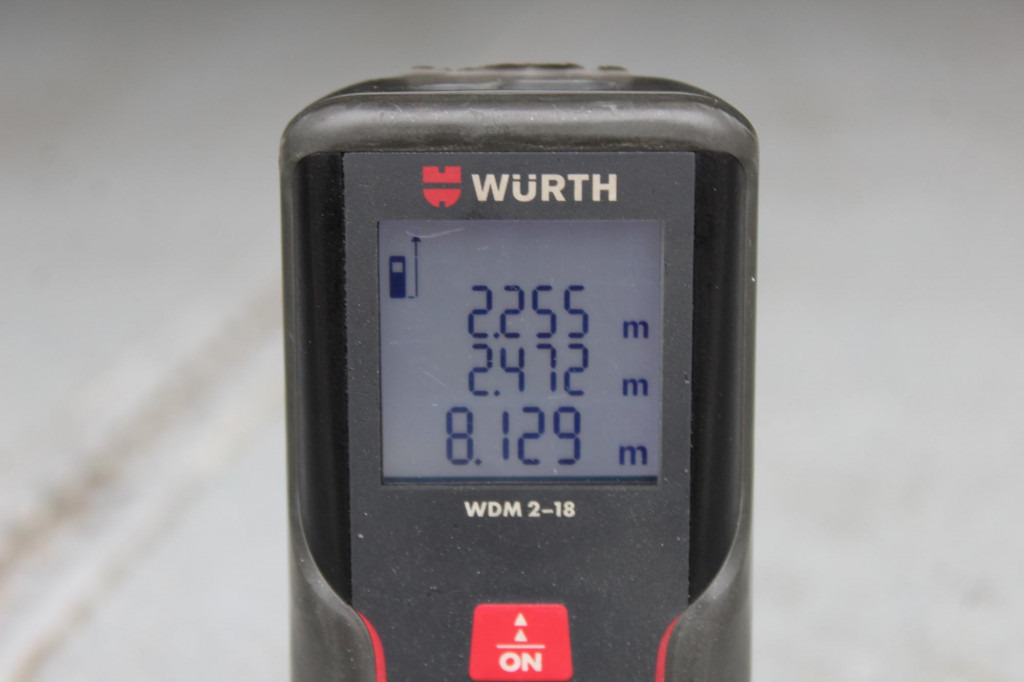 WÜRTH
2.255 m
2.472 m
8.129 m
WDM 2-18
ON